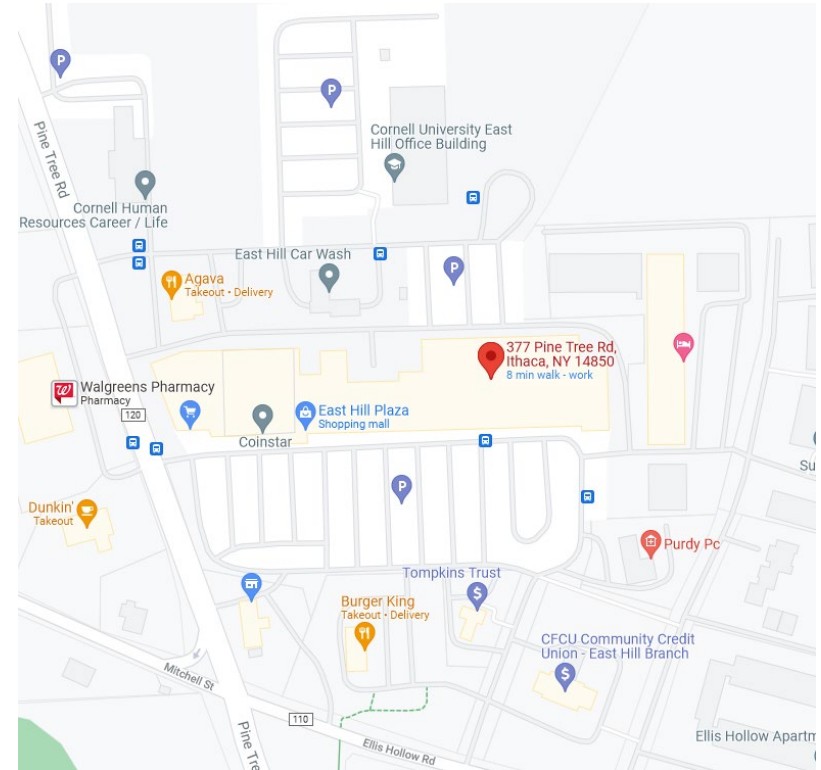 P
P
Cornell University East
Hill Office Building
Pine Tree Rd
Cornell Human
Resources Career / Life
East Hill Car Wash
P
Agava
Takeout • Delivery
377 Pine Tree Rd,
Ithaca, NY 14850
8 min walk - work
W
Walgreens Pharmacy
Pharmacy
120
East Hill Plaza
Shopping mall
Coinstar
Su
P
Dunkin'
Takeout
Purdy Pc
Tompkins Trust
$
Burger King
Takeout • Delivery
CFCU Community Credit
Union - East Hill Branch
$
Mitchell St
110
Pine Tre
Ellis Hollow Rd
Ellis Hollow Apartm